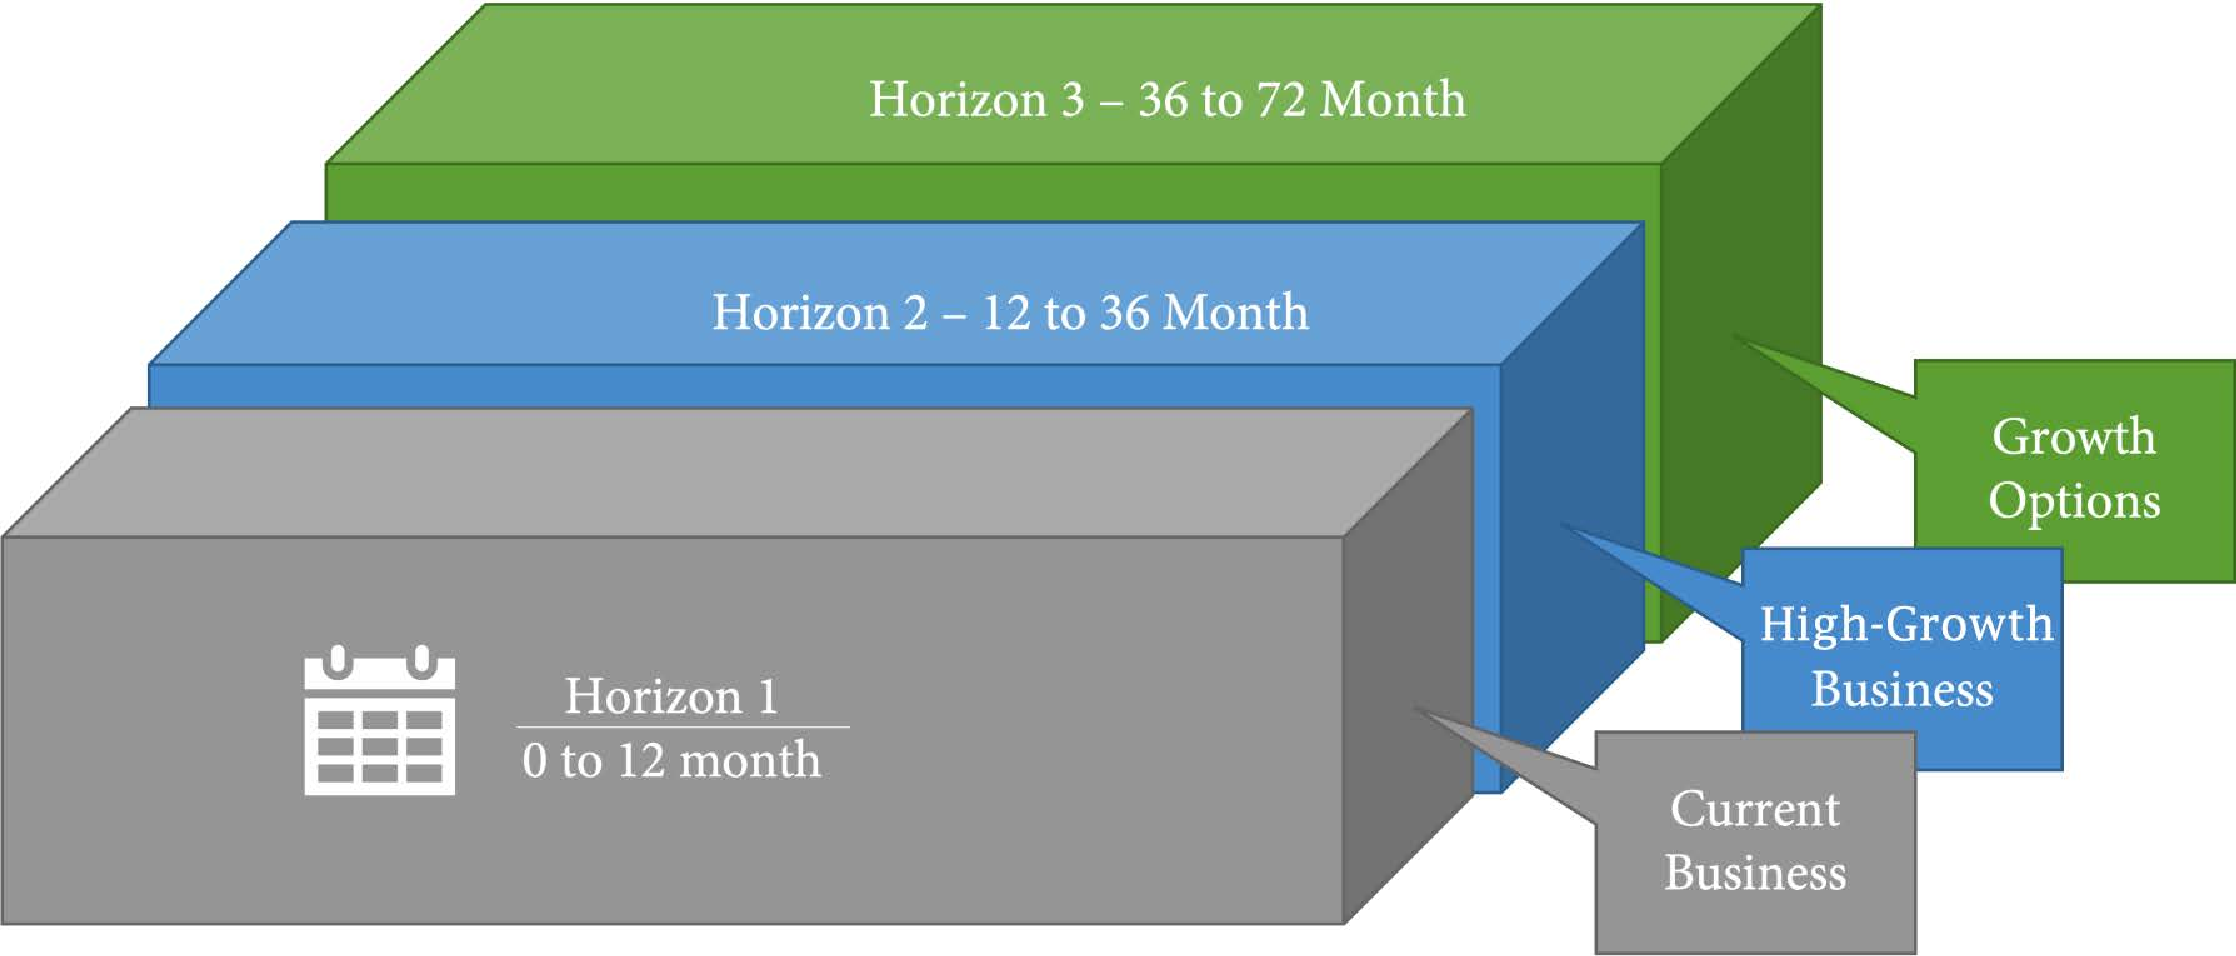 Horizon 3 – 36 to 72 Month
Horizon 2 – 12 to 36 Month
Horizon 1
0 to 12 month
Growth
Options
High-Growth
Business
Current
Business